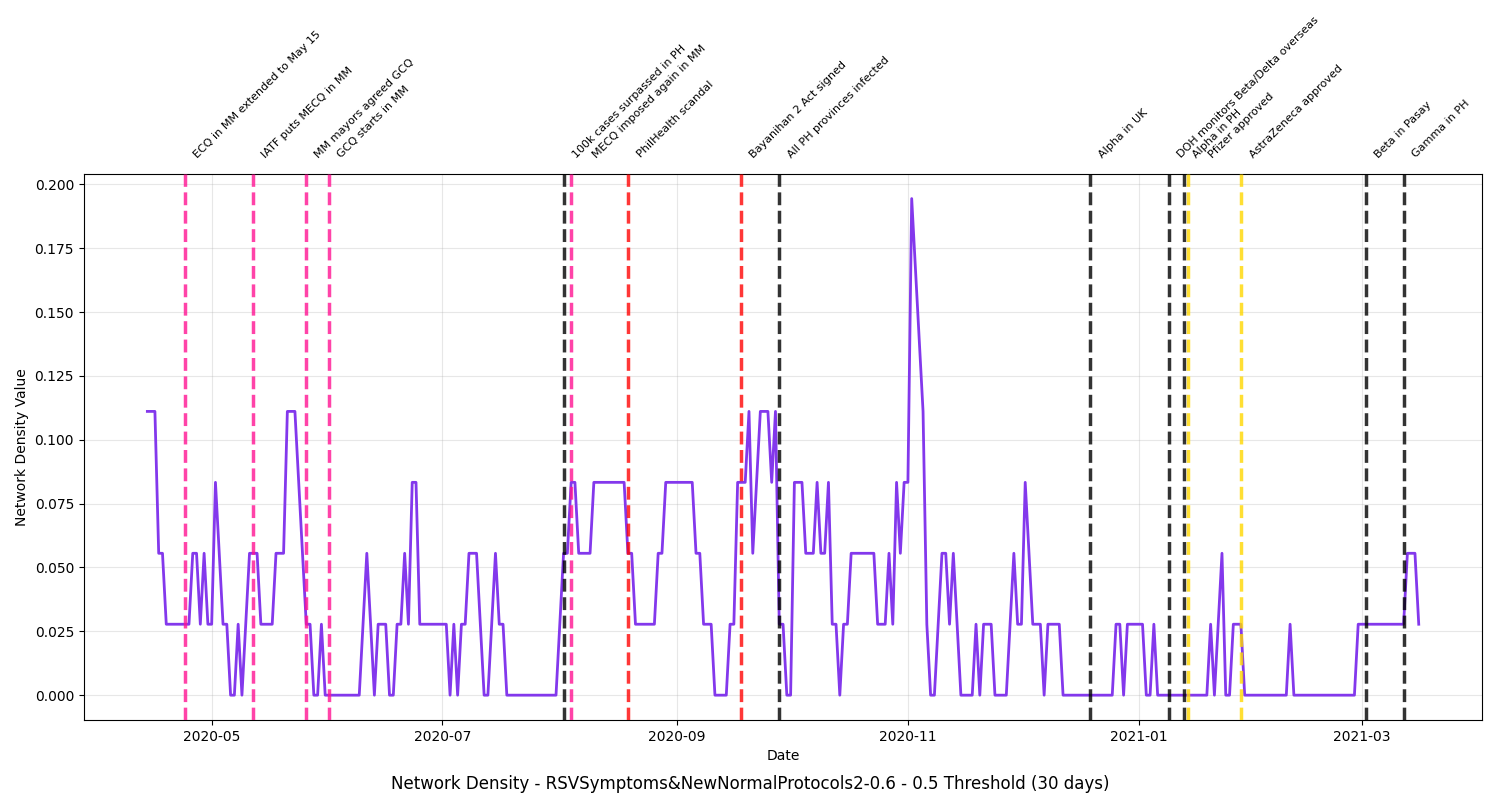 ECQ in MM extended to May 15
IATF puts MECQ in MM
MM mayors agreed GCQ
GCQ starts in MM
100k cases surpassed in PH
MECQ imposed again in MM
PhilHealth scandal
Bayanihan 2 Act signed
All PH provinces infected
Alpha in UK
DOH monitors Beta/Delta overseas
Alpha in PH
Pfizer approved
AstraZeneca approved
Beta in Pasay
Gamma in PH
Network Density Value
0.200
0.175
0.150
0.125
0.100
0.075
0.050
0.025
0.000
2020-05
2020-07
2020-09
2020-11
2021-01
2021-03
Date
Network Density - RSVSymptoms&NewNormalProtocols2-0.6 - 0.5 Threshold (30 days)